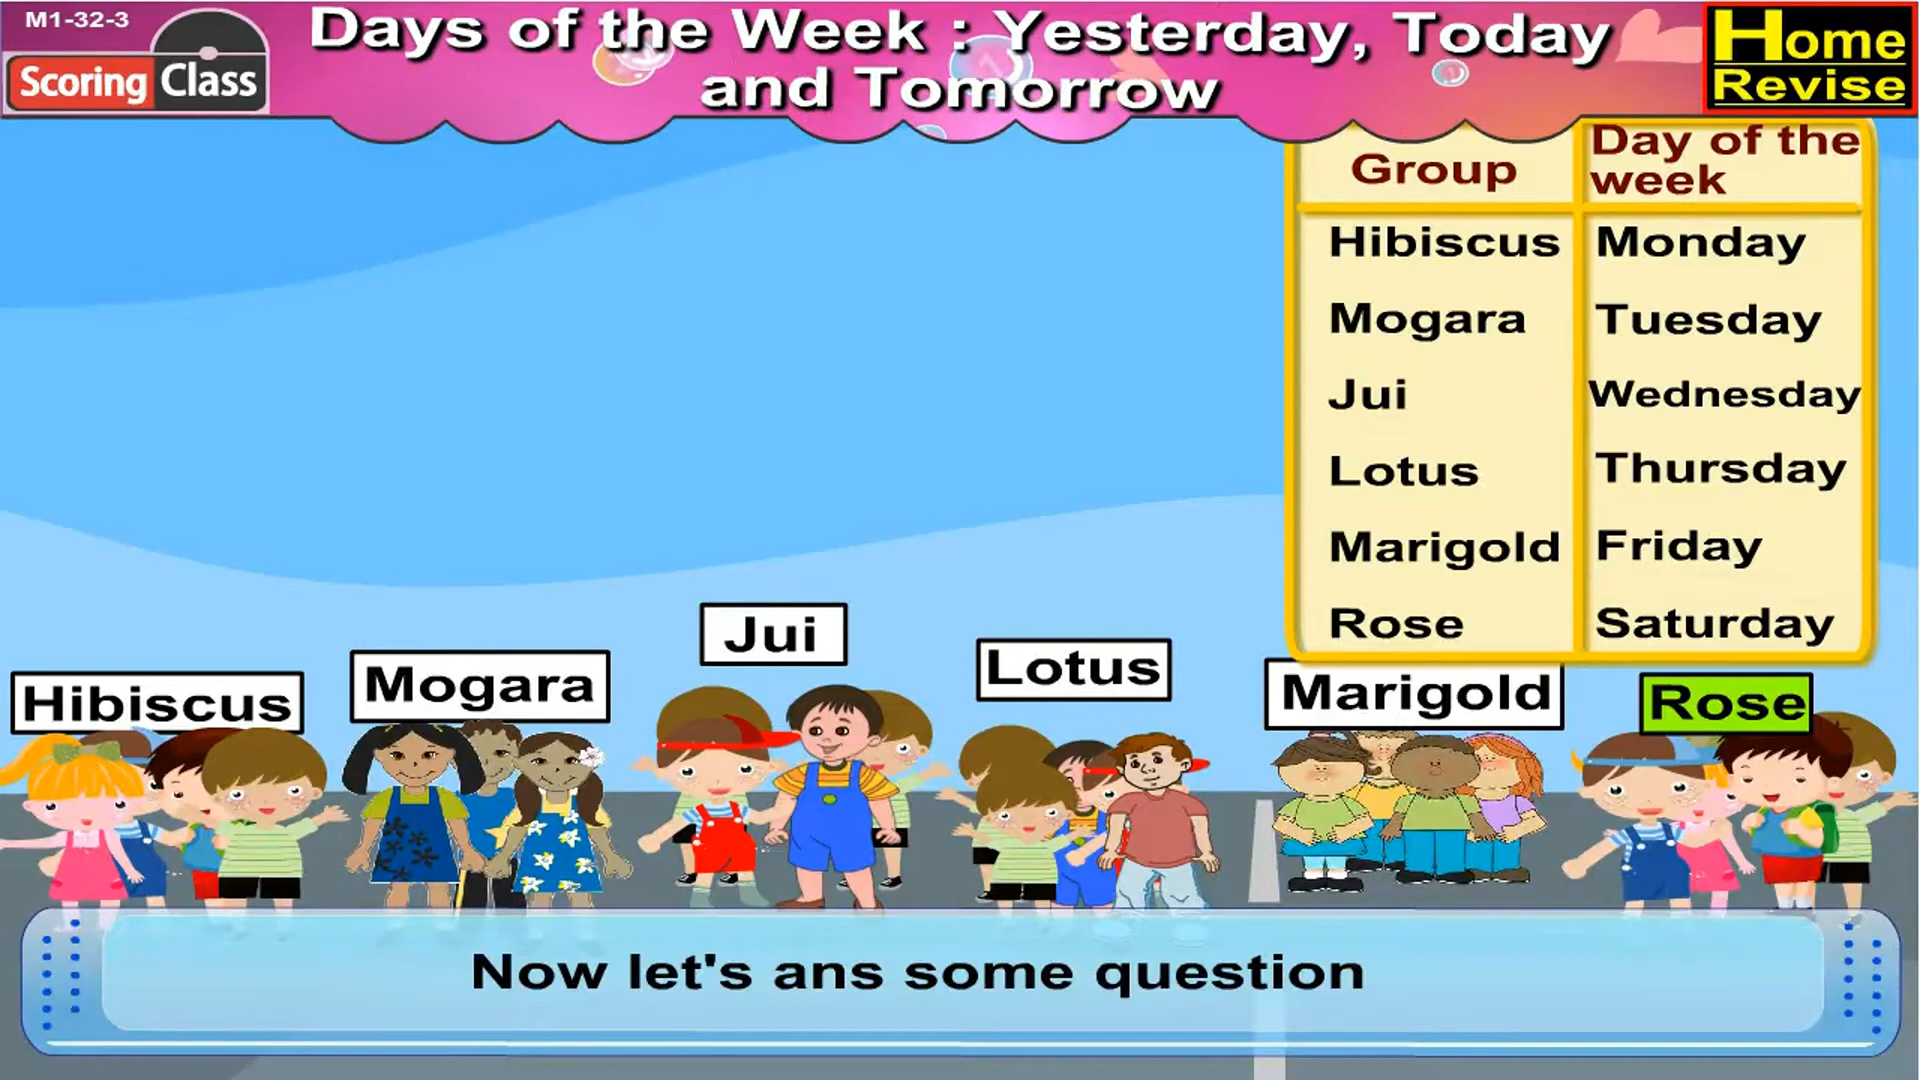 M1-32-3
Scoring Class
Days of the Week : Yesterday, Today
and Tomorrow
Home
Revise
Group Day of the week
Hibiscus Monday
Mogara Tuesday
Jui Wednesday
Lotus Thursday
Marigold Friday
Rose Saturday
Hibiscus
Mogara
Jui
Lotus
Marigold
Rose
Now let's ans some question